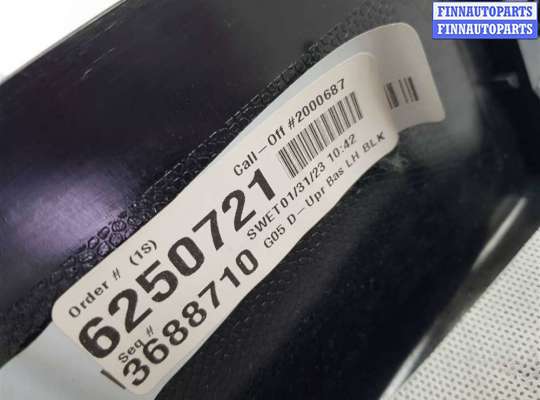 FINNAUTOPARTS
FINNAUTOPARTS
Order # (1S)
Call-Off #2000687
6250721
SWET01/31/23 10:42
Seq #
G05 D-Upr Bas LH BLK
3688710